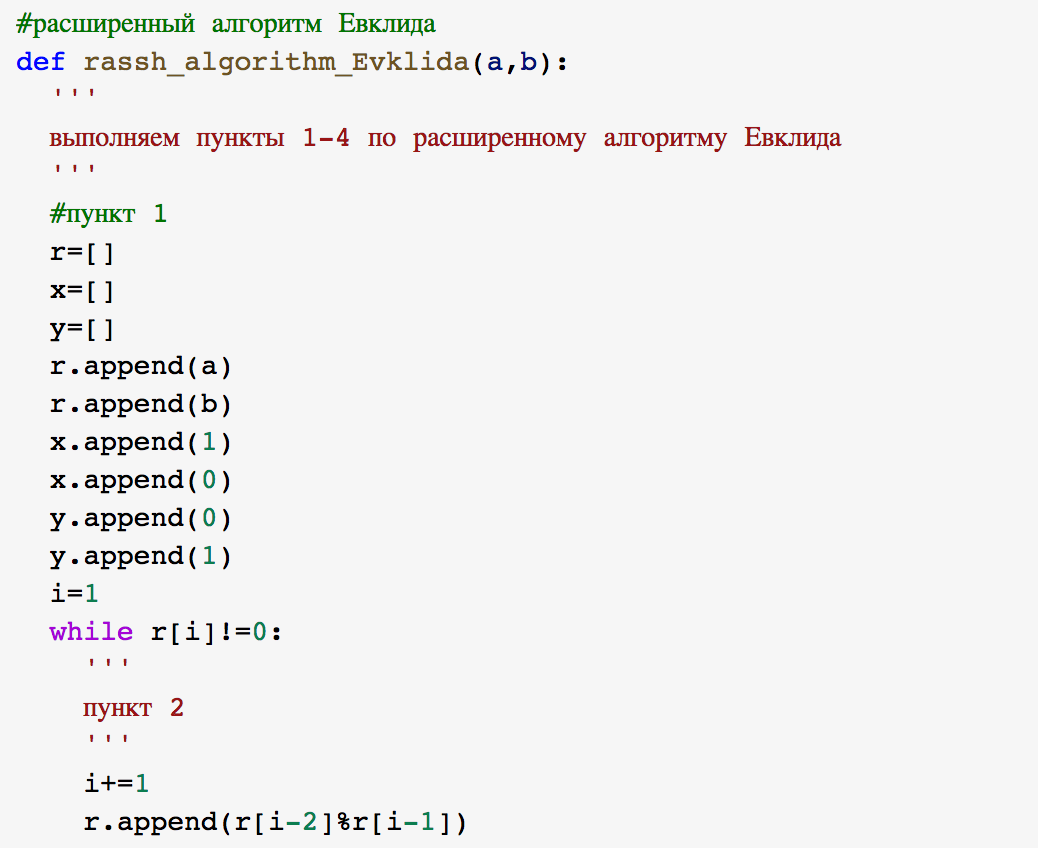 #расширенный алгоритм Евклида
def rassh_algorithm_Evklida(a,b):
'''
выполняем пункты 1-4 по расширенному алгоритму Евклида
'''
#пункт 1
r=[]
x=[]
y=[]
r.append(a)
r.append(b)
x.append(1)
x.append(0)
y.append(0)
y.append(1)
i=1
while r[i]!=0:
'''
пункт 2
'''
i+=1
r.append(r[i-2]%r[i-1])